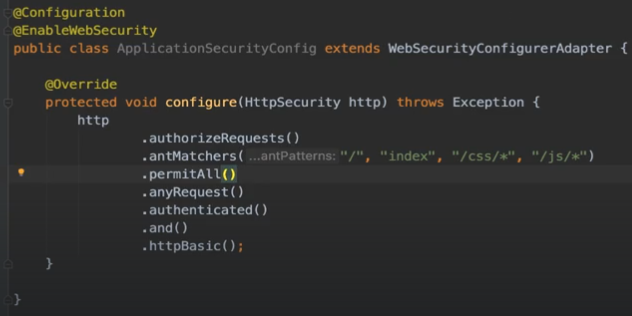 @Configuration
@EnableWebSecurity
public class ApplicationSecurityConfig extends WebSecurityConfigurerAdapter {
@Override
protected void configure(HttpSecurity http) throws Exception {
http
.authorizeRequests()
.antMatchers( ...antPatterns: "/", "index", "/css/*", "/js/*")
.permitAll()
.anyRequest()
.authenticated()
.and()
.httpBasic();
}
}